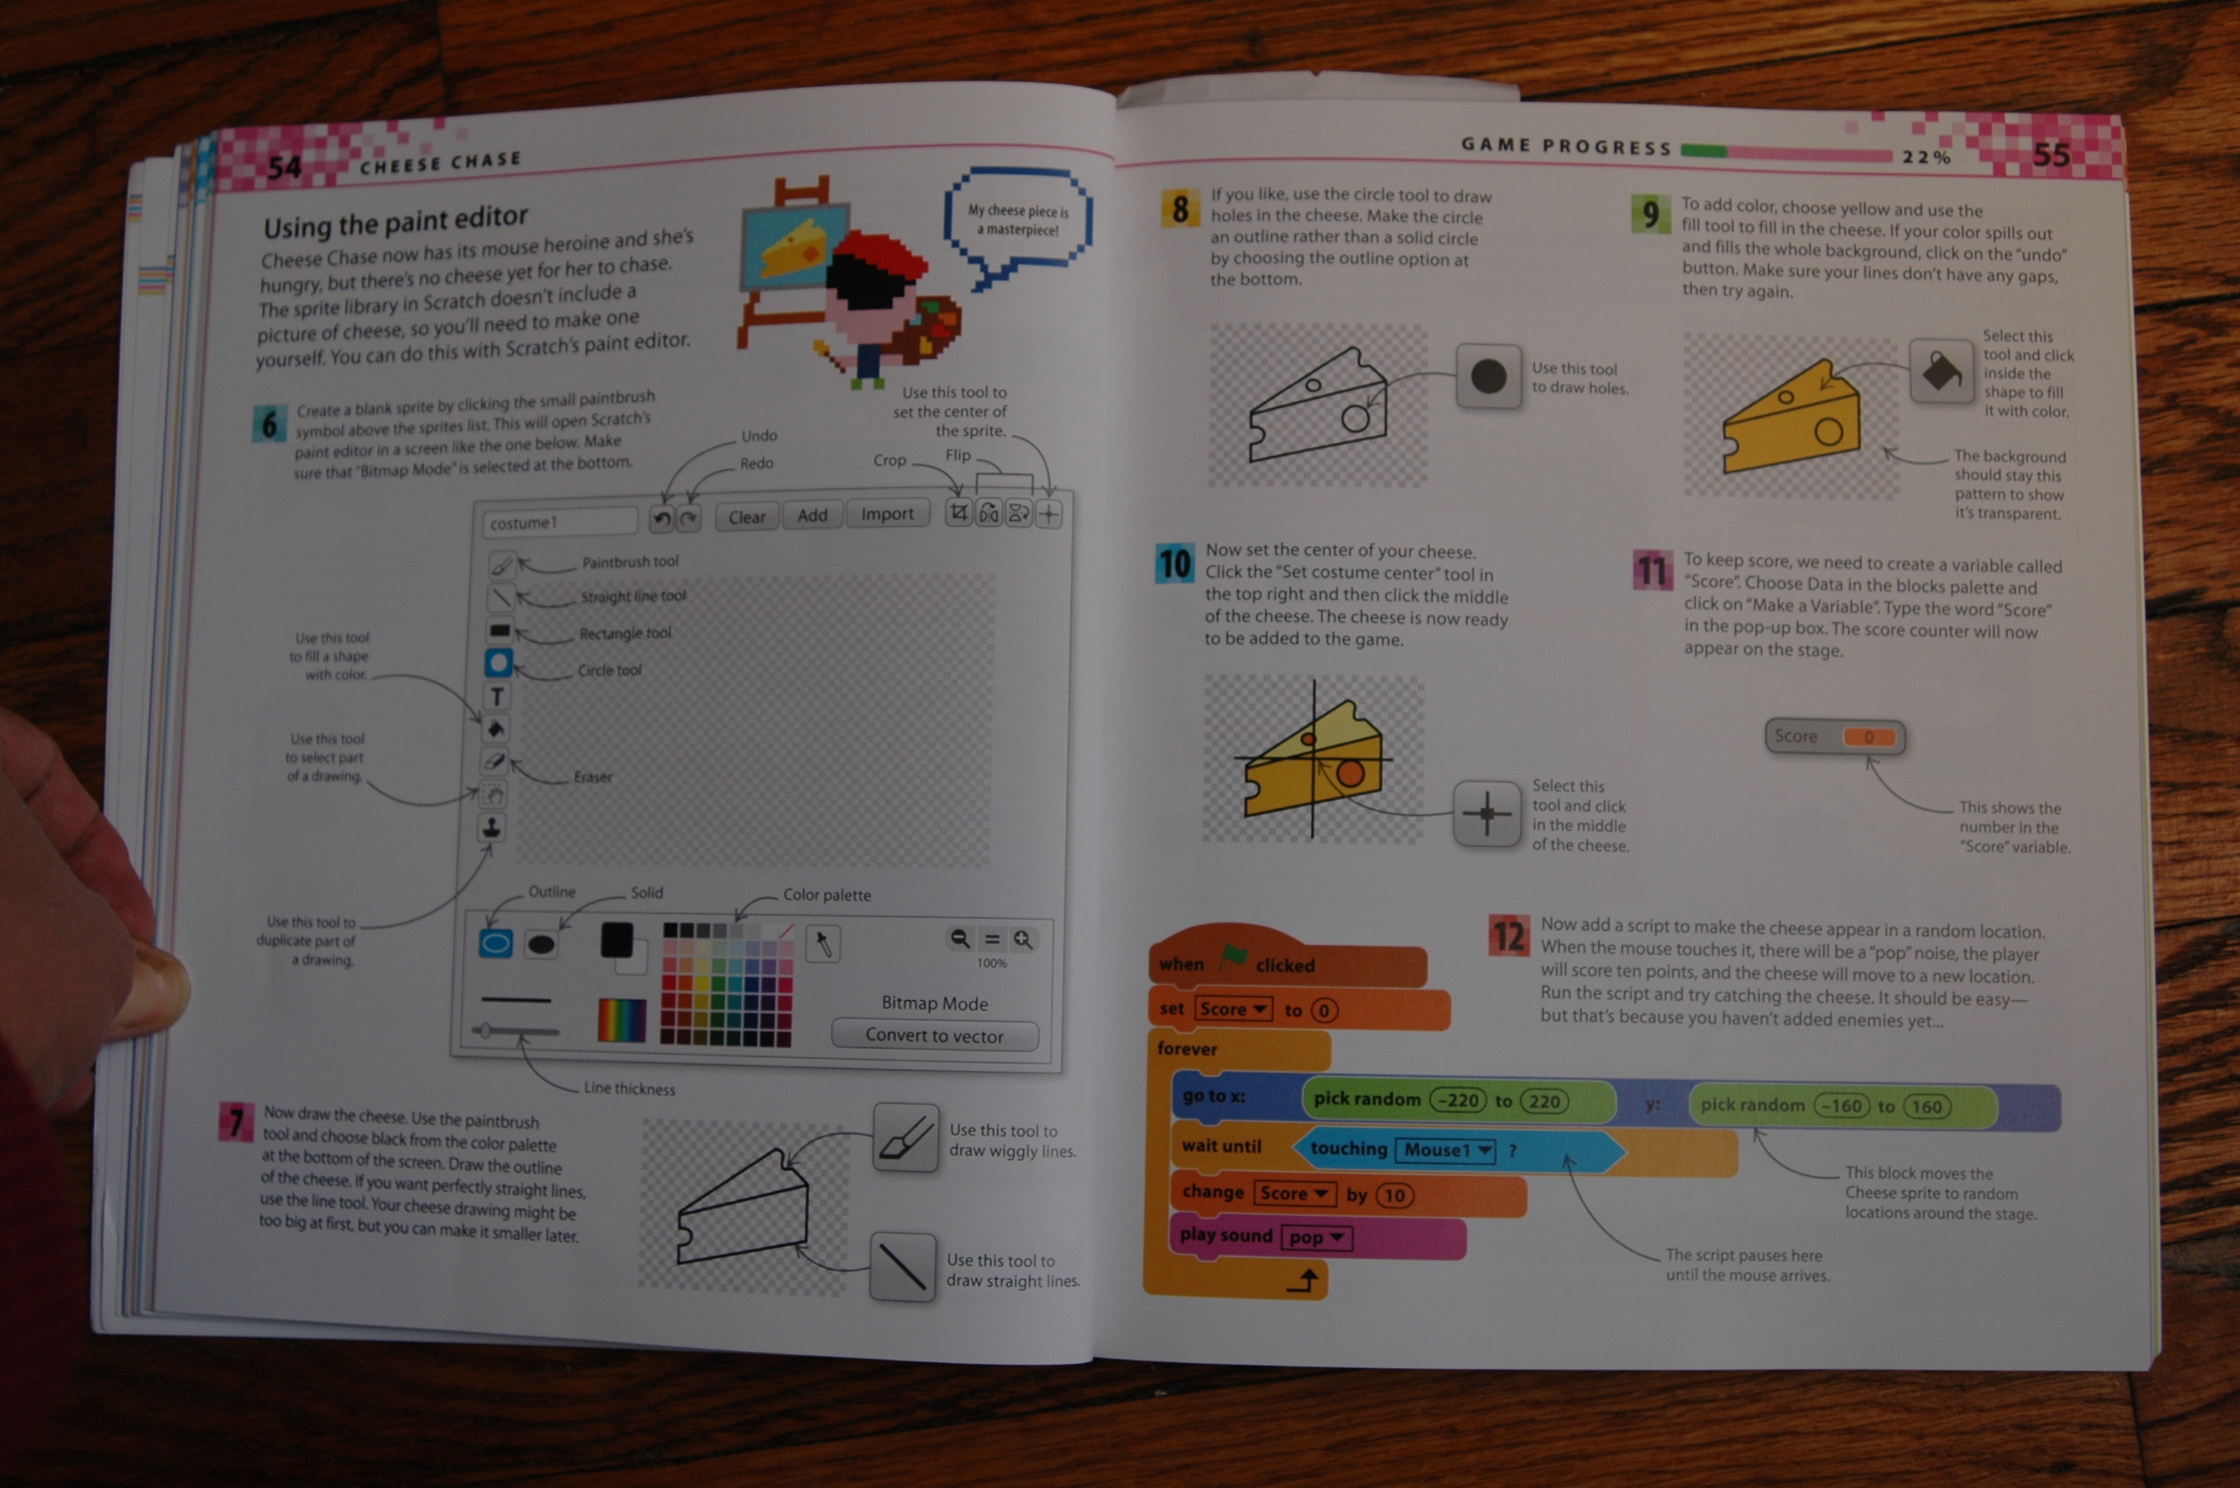 54
CHEESE CHASE
Using the paint editor
Cheese Chase now has its mouse heroine and she's
hungry, but there's no cheese yet for her to chase.
The sprite library in Scratch doesn't include a
picture of cheese, so you'll need to make one
yourself. You can do this with Scratch's paint editor.
My cheese piece is
a masterpiece!
6
Create a blank sprite by clicking the small paintbrush
symbol above the sprites list. This will open Scratch's
paint editor in a screen like the one below. Make
sure that "Bitmap Mode" is selected at the bottom.
Undo
Redo
Use this tool to
set the center of
the sprite.
Flip
Crop
costume1
Clear
Add
Import
Paintbrush tool
Straight line tool
Rectangle tool
Circle tool
T
Eraser
Use this tool
to fill a shape
with color.
Use this tool
to select part
of a drawing.
Use this tool to
duplicate part of
a drawing.
Outline
Solid
Color palette
100%
Bitmap Mode
Convert to vector
Line thickness
7
Now draw the cheese. Use the paintbrush
tool and choose black from the color palette
at the bottom of the screen. Draw the outline
of the cheese. If you want perfectly straight lines,
use the line tool. Your cheese drawing might be
too big at first, but you can make it smaller later.
Use this tool to
draw wiggly lines.
Use this tool to
draw straight lines.
GAME PROGRESS
22%
55
8
If you like, use the circle tool to draw
holes in the cheese. Make the circle
an outline rather than a solid circle
by choosing the outline option at
the bottom.
Use this tool
to draw holes.
9
To add color, choose yellow and use the
fill tool to fill in the cheese. If your color spills out
and fills the whole background, click on the "undo"
button. Make sure your lines don't have any gaps,
then try again.
Select this
tool and click
inside the
shape to fill
it with color.
The background
should stay this
pattern to show
it's transparent.
10
Now set the center of your cheese.
Click the "Set costume center" tool in
the top right and then click the middle
of the cheese. The cheese is now ready
to be added to the game.
Select this
tool and click
in the middle
of the cheese.
11
To keep score, we need to create a variable called
"Score". Choose Data in the blocks palette and
click on "Make a Variable". Type the word "Score"
in the pop-up box. The score counter will now
appear on the stage.
Score 0
This shows the
number in the
"Score" variable.
12
Now add a script to make the cheese appear in a random location.
When the mouse touches it, there will be a "pop" noise, the player
will score ten points, and the cheese will move to a new location.
Run the script and try catching the cheese. It should be easy—
but that's because you haven't added enemies yet...
when clicked
set Score to 0
forever
go to x: pick random -220 to 220 y: pick random -160 to 160
wait until touching Mouse1 ?
change Score by 10
play sound pop
This block moves the
Cheese sprite to random
locations around the stage.
The script pauses here
until the mouse arrives.